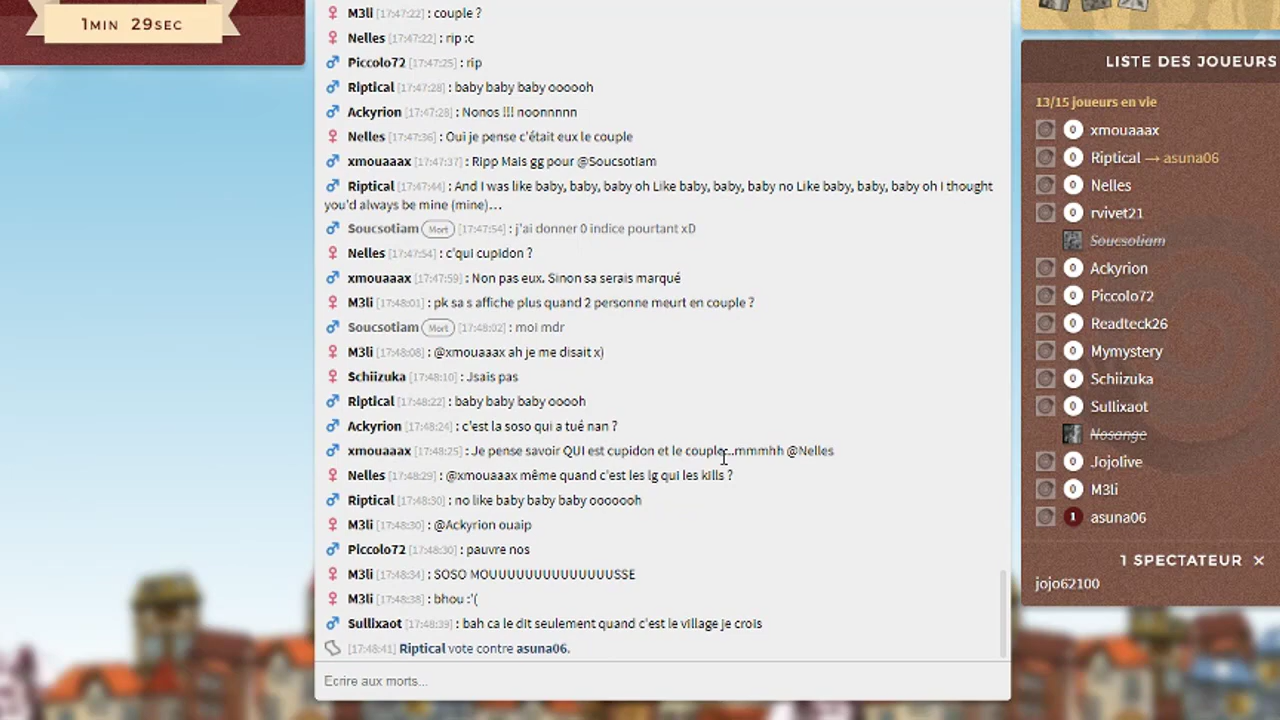 1MIN 29SEC
M3li [17:47:22] : couple ?
Nelles [17:47:22] : rip :c
Piccolo72 [17:47:25] : rip
Riptical [17:47:28] : baby baby baby ooooh
Ackyrion [17:47:28] : Nonos !!! noonnnnn
Nelles [17:47:36] : Oui je pense c'était eux le couple
xmouaaax [17:47:37] : Ripp Mais gg pour @Soucsotiam
Riptical [17:47:44] : And I was like baby, baby, baby oh Like baby, baby, baby no Like baby, baby, baby oh I thought
you'd always be mine (mine)...
Soucsotiam Mort [17:47:54] : j'ai donner 0 indice pourtant xD
Nelles [17:47:54] : c'qui cupidon ?
xmouaaax [17:47:59] : Non pas eux. Sinon sa serais marqué
M3li [17:48:01] : pk sa s affiche plus quand 2 personne meurt en couple ?
Soucsotiam Mort [17:48:02] : moi mdr
M3li [17:48:08] : @xmouaaax ah je me disait x)
Schiizuka [17:48:10] : Jsais pas
Riptical [17:48:22] : baby baby baby ooooh
Ackyrion [17:48:24] : c'est la soso qui a tué nan ?
xmouaaax [17:48:25] : Je pense savoir QUI est cupidon et le couple...mmmhh @Nelles
Nelles [17:48:29] : @xmouaaax même quand c'est les lg qui les kills ?
Riptical [17:48:30] : no like baby baby baby ooooooh
M3li [17:48:30] : @Ackyrion ouaip
Piccolo72 [17:48:30] : pauvre nos
M3li [17:48:34] : SOSO MOUUUUUUUUUUUUUUSSE
M3li [17:48:38] : bhou :'(
Sullixaot [17:48:39] : bah ca le dit seulement quand c'est le village je crois
[17:48:41] Riptical vote contre asuna06.
Ecrire aux morts...
LISTE DES JOUEURS
13/15 joueurs en vie
0 xmouaaax
0 Riptical → asuna06
0 Nelles
0 rvivet21
Soucsotiam
0 Ackyrion
0 Piccolo72
0 Readteck26
0 Mymystery
0 Schiizuka
0 Sullixaot
Nosange
0 Jojolive
0 M3li
1 asuna06
1 SPECTATEUR ×
jojo62100